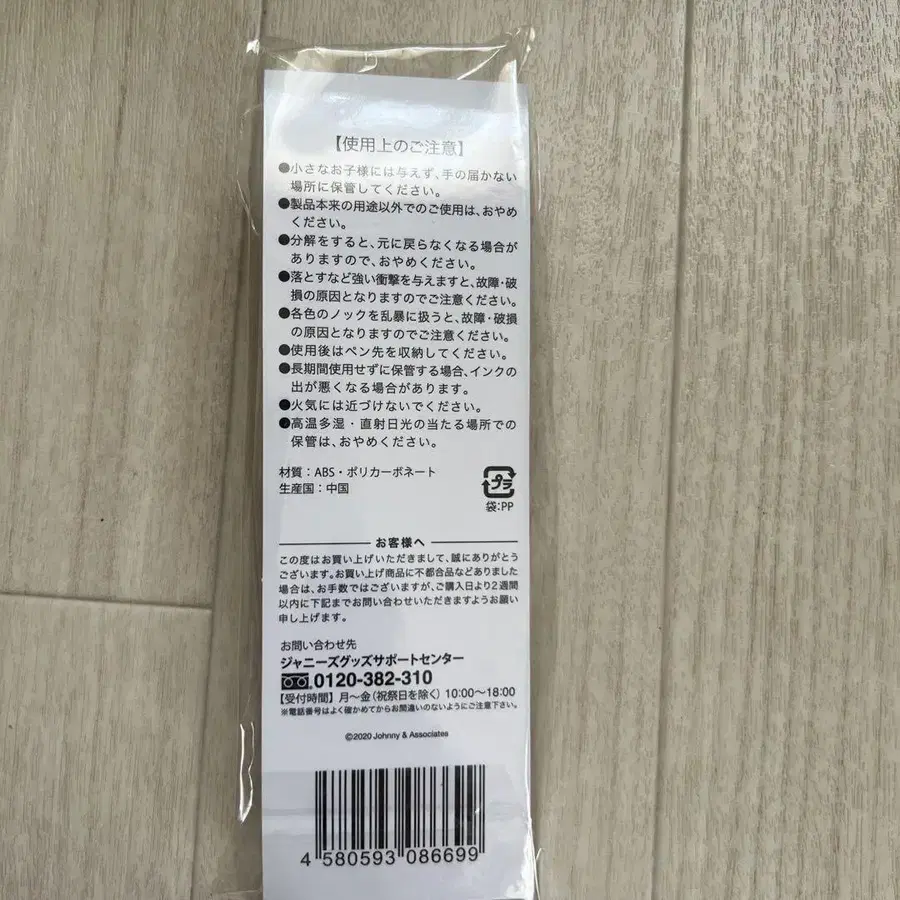 【使用上のご注意】
●小さなお子様には与えず、手の届かない
場所に保管してください。
●製品本来の用途以外でのご使用は、おやめ
ください。
●分解をすると、元に戻らなくなる場合が
ありますので、おやめください。
●落とすなど強い衝撃を与えますと、故障・破
損の原因となりますのでご注意ください。
●各色のノックを乱暴に扱うと、故障・破損
の原因となりますのでご注意ください。
●使用後はペン先を収納してください。
●長期間使用せずに保管する場合、インクの
出が悪くなる場合があります。
●火気には近づけないでください。
●高温多湿・直射日光の当たる場所での
保管は、おやめください。
材質：ABS・ポリカーボネート
生産国：中国
プラ
袋:PP
お客様へ
この度はお買い上げいただきまして、誠にありがとう
ございます。お買い上げ商品に不都合品などありました
場合は、お手数ではございますが、ご購入日より2週間
以内に下記までお問い合わせいただきますようお願い
申し上げます。
お問い合わせ先
ジャニーズグッズサポートセンター
0120-382-310
【受付時間】月〜金（祝祭日を除く）10:00〜18:00
※電話番号はよく確かめてからお間違いのないようにご注意下さい。
©2020 Johnny & Associates
4 580593 086699